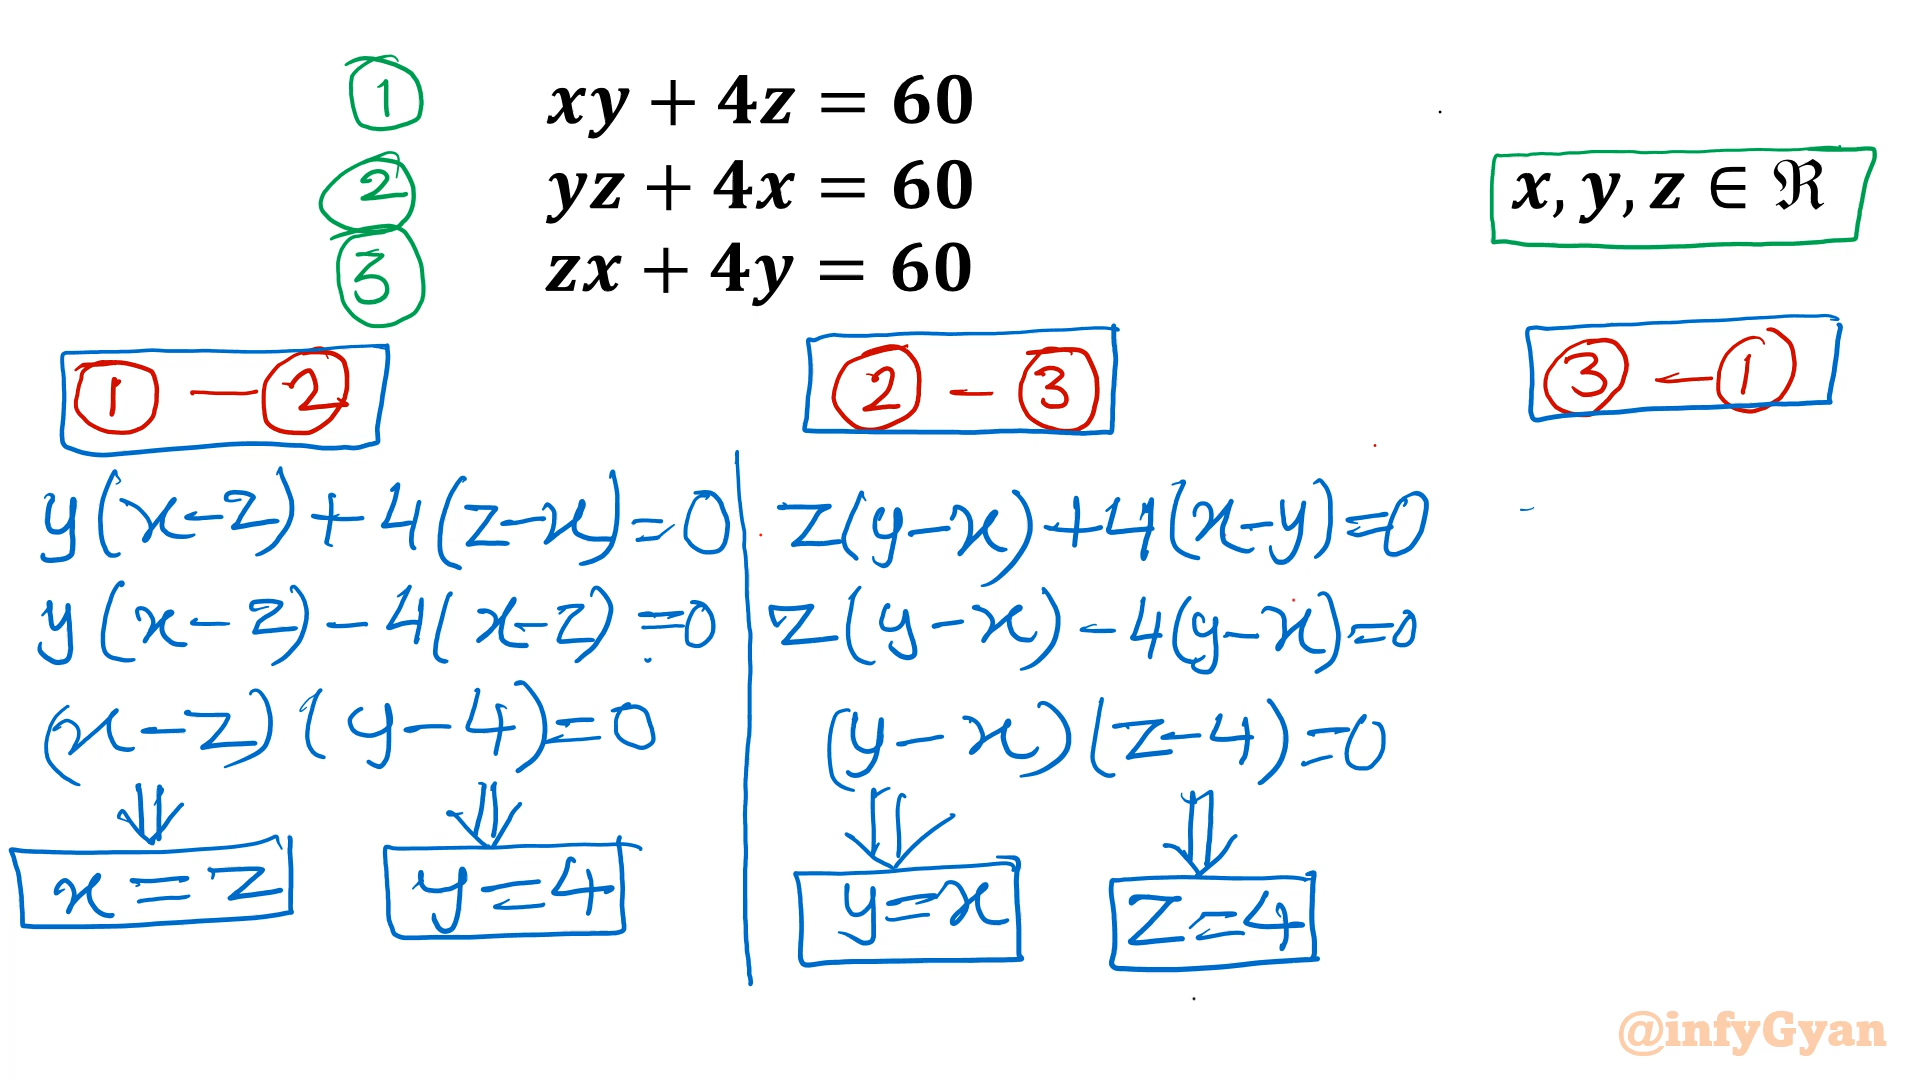 1 xy + 4z = 60
2 yz + 4x = 60
3 zx + 4y = 60
x, y, z ∈ ℜ
1 – 2
y(x–z)+4(z–x)=0
y(x–z)–4(x–z)=0
(x–z)(y–4)=0
x=z y=4
2 – 3
z(y–x)+4(x–y)=0
z(y–x)–4(y–x)=0
(y–x)(z–4)=0
y=x z=4
3 – 1
@infyGyan